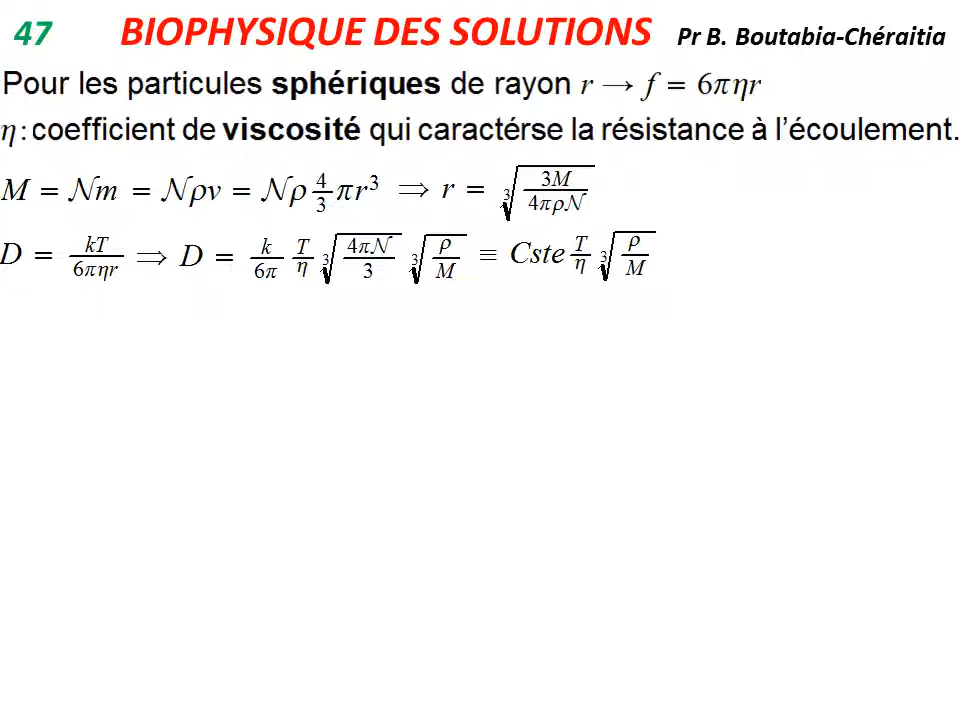 47 BIOPHYSIQUE DES SOLUTIONS Pr B. Boutabia-Chéraitia
Pour les particules sphériques de rayon r → f = 6πηr
η : coefficient de viscosité qui caractérse la résistance à l’écoulement.
M = 𝒩m = 𝒩ρv = 𝒩ρ 4/3 πr³ ⇒ r = ∛(3M/4πρ𝒩)
D = kT/6πηr ⇒ D = k/6π T/η ∛(4π𝒩/3) ∛(ρ/M) ≡ Cste T/η ∛(ρ/M)